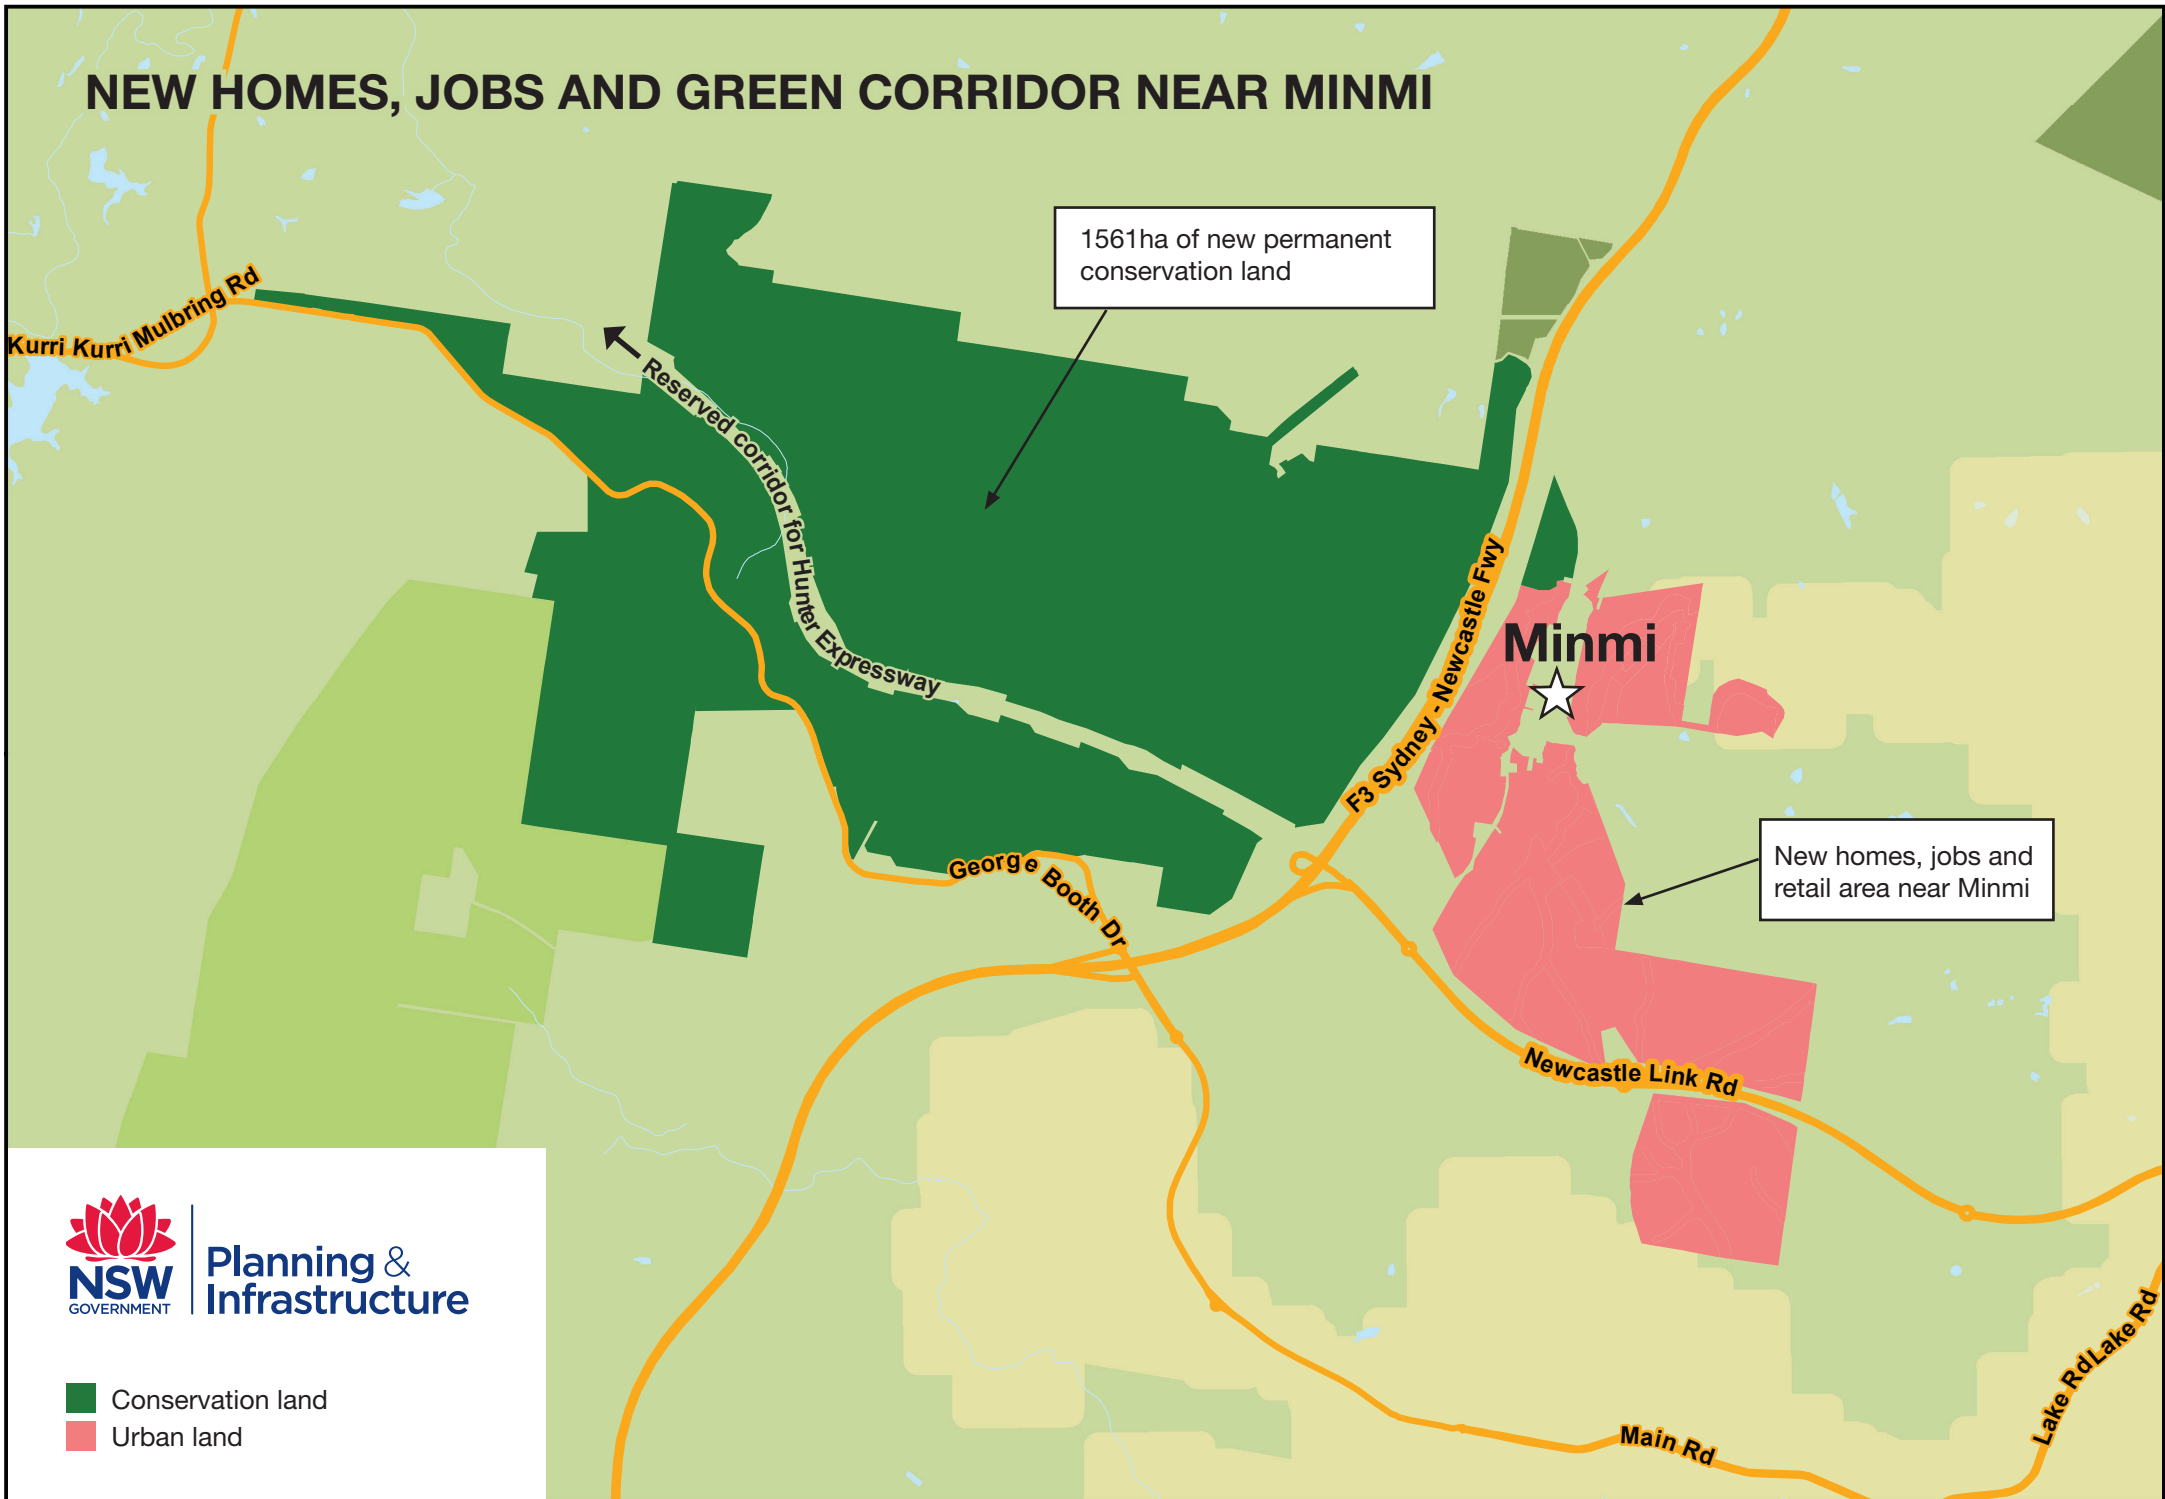 NEW HOMES, JOBS AND GREEN CORRIDOR NEAR MINMI
1561ha of new permanent
conservation land
Kurri Kurri Mulbring Rd
Reserved corridor for Hunter Expressway
F3 Sydney - Newcastle Fwy
Minmi
George Booth Dr
New homes, jobs and
retail area near Minmi
Newcastle Link Rd
Lake Rd
Lake Rd
Main Rd
NSW
GOVERNMENT
Planning &
Infrastructure
Conservation land
Urban land